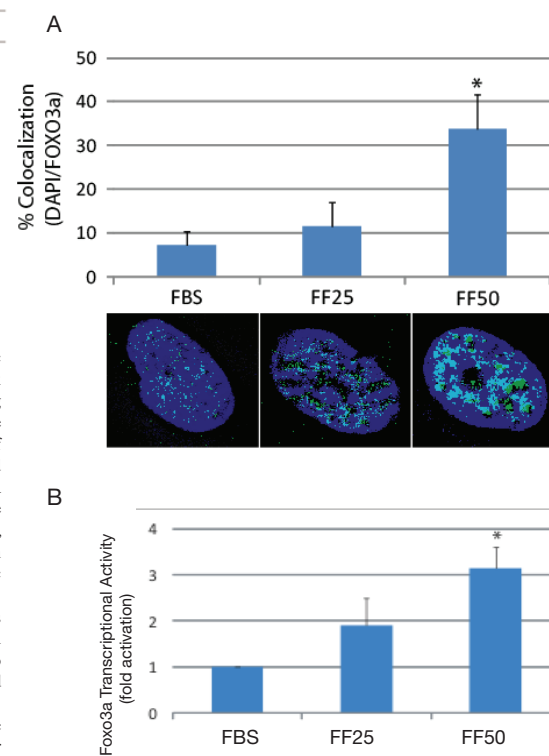 A
50
40
30
20
10
0
% Colocalization
(DAPI/FOXO3a)
*
FBS FF25 FF50
B
4
3
2
1
0
Foxo3a Transcriptional Activity
(fold activation)
*
FBS FF25 FF50